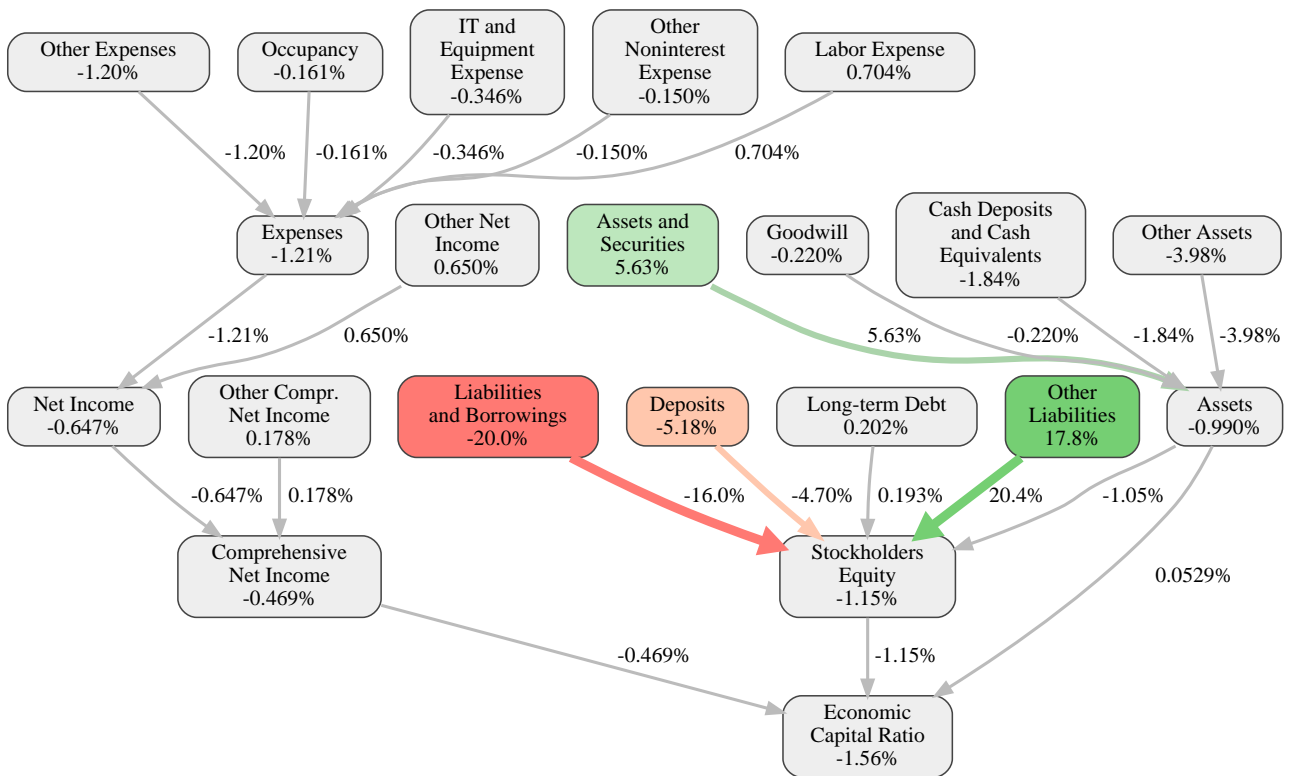 Other Expenses
-1.20%
Occupancy
-0.161%
IT and
Equipment
Expense
-0.346%
Other
Noninterest
Expense
-0.150%
Labor Expense
0.704%
-1.20%
-0.161%
-0.346%
-0.150%
0.704%
Expenses
-1.21%
Other Net
Income
0.650%
Assets and
Securities
5.63%
Goodwill
-0.220%
Cash Deposits
and Cash
Equivalents
-1.84%
Other Assets
-3.98%
-1.21%
0.650%
5.63%
-0.220%
-1.84%
-3.98%
Net Income
-0.647%
Other Compr.
Net Income
0.178%
Liabilities
and Borrowings
-20.0%
Deposits
-5.18%
Long-term Debt
0.202%
Other
Liabilities
17.8%
Assets
-0.990%
-0.647%
0.178%
-16.0%
-4.70%
0.193%
20.4%
-1.05%
Comprehensive
Net Income
-0.469%
Stockholders
Equity
-1.15%
0.0529%
-0.469%
-1.15%
Economic
Capital Ratio
-1.56%